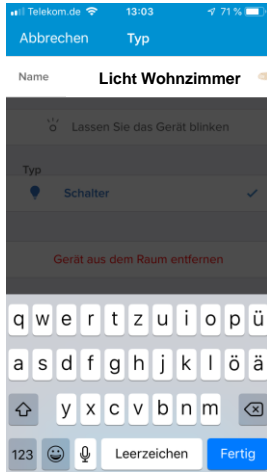 Telekom.de 13:03 71 %
Abbrechen Typ
Name Licht Wohnzimmer
Lassen Sie das Gerät blinken
Typ
Schalter
Gerät aus dem Raum entfernen
q w e r t z u i o p ü
a s d f g h j k l ö ä
y x c v b n m
123 Leerzeichen Fertig